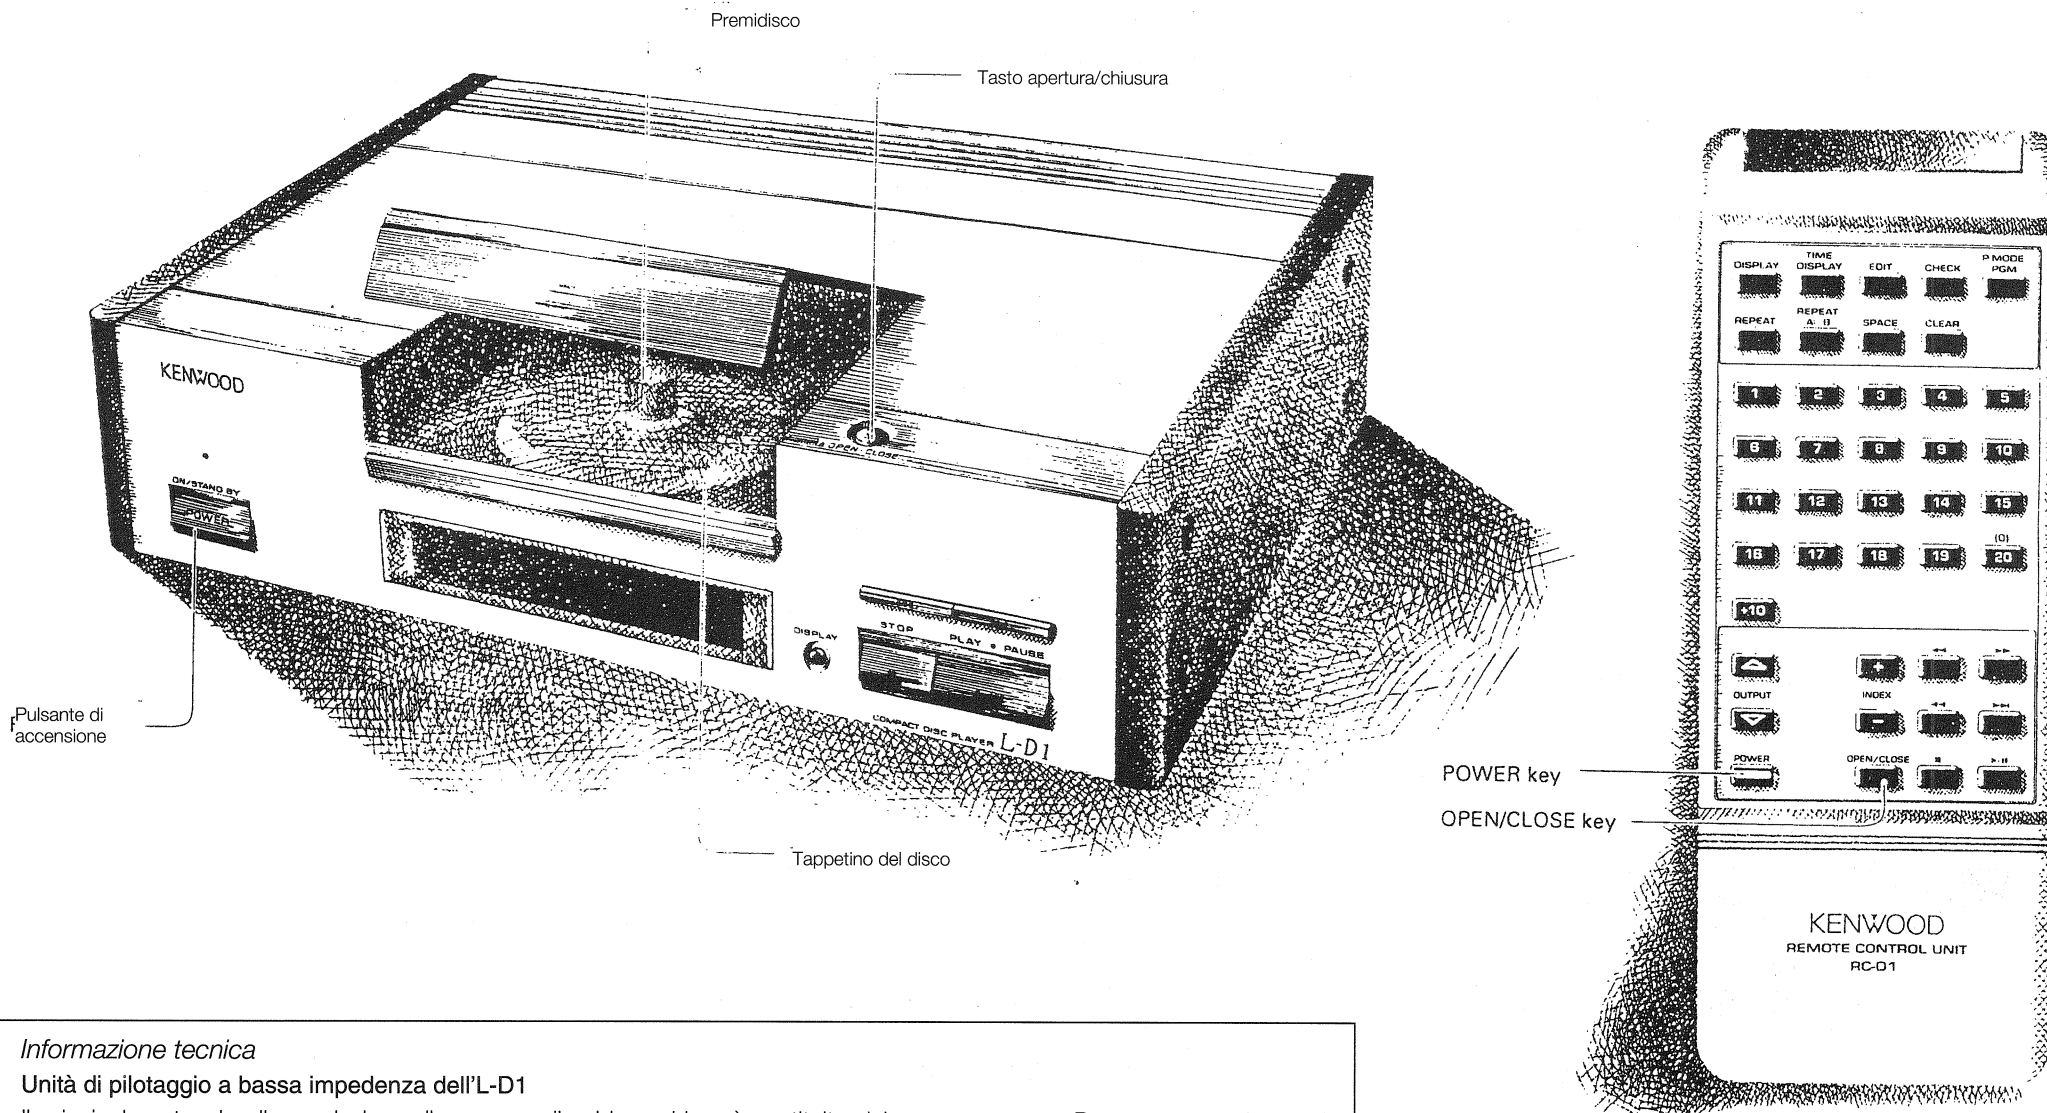 Premidisco
Tasto apertura/chiusura
KENWOOD
ON/STAND BY
POWER
OPEN · CLOSE
DISPLAY
STOP PLAY • PAUSE
COMPACT DISC PLAYER L-D1
Pulsante di
accensione
Tappetino del disco
DISPLAY
TIME
DISPLAY
EDIT
CHECK
P MODE
PGM
REPEAT
REPEAT
SPACE
CLEAR
1 2 3 4 5
6 7 8 9 10
11 12 13 14 15
(0)
16 17 18 19 20
+10
+
OUTPUT INDEX
−
POWER OPEN/CLOSE
POWER key
OPEN/CLOSE key
KENWOOD
REMOTE CONTROL UNIT
RC-D1
Informazione tecnica
Unità di pilotaggio a bassa impedenza dell'L-D1